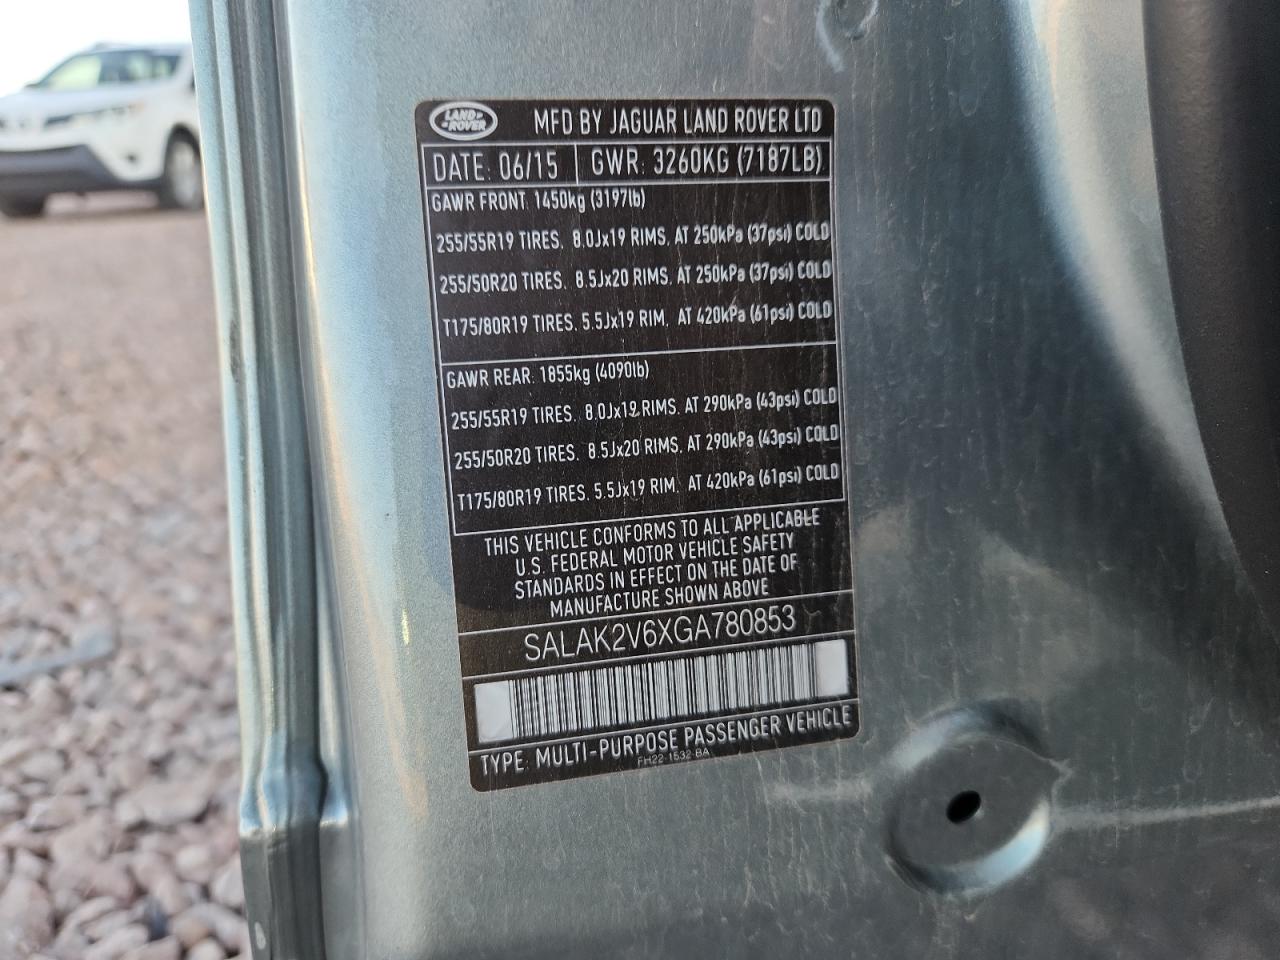 LAND-
-ROVER
MFD BY JAGUAR LAND ROVER LTD
DATE: 06/15 GWR: 3260KG (7187LB)
GAWR FRONT: 1450kg (3197lb)
255/55R19 TIRES, 8.0Jx19 RIMS, AT 250kPa (37psi) COLD
255/50R20 TIRES, 8.5Jx20 RIMS, AT 250kPa (37psi) COLD
T175/80R19 TIRES, 5.5Jx19 RIM, AT 420kPa (61psi) COLD
GAWR REAR: 1855kg (4090lb)
255/55R19 TIRES, 8.0Jx19 RIMS, AT 290kPa (43psi) COLD
255/50R20 TIRES, 8.5Jx20 RIMS, AT 290kPa (43psi) COLD
T175/80R19 TIRES, 5.5Jx19 RIM, AT 420kPa (61psi) COLD
THIS VEHICLE CONFORMS TO ALL APPLICABLE
U.S. FEDERAL MOTOR VEHICLE SAFETY
STANDARDS IN EFFECT ON THE DATE OF
MANUFACTURE SHOWN ABOVE
SALAK2V6XGA780853
TYPE: MULTI-PURPOSE PASSENGER VEHICLE
FH22-1532-BA